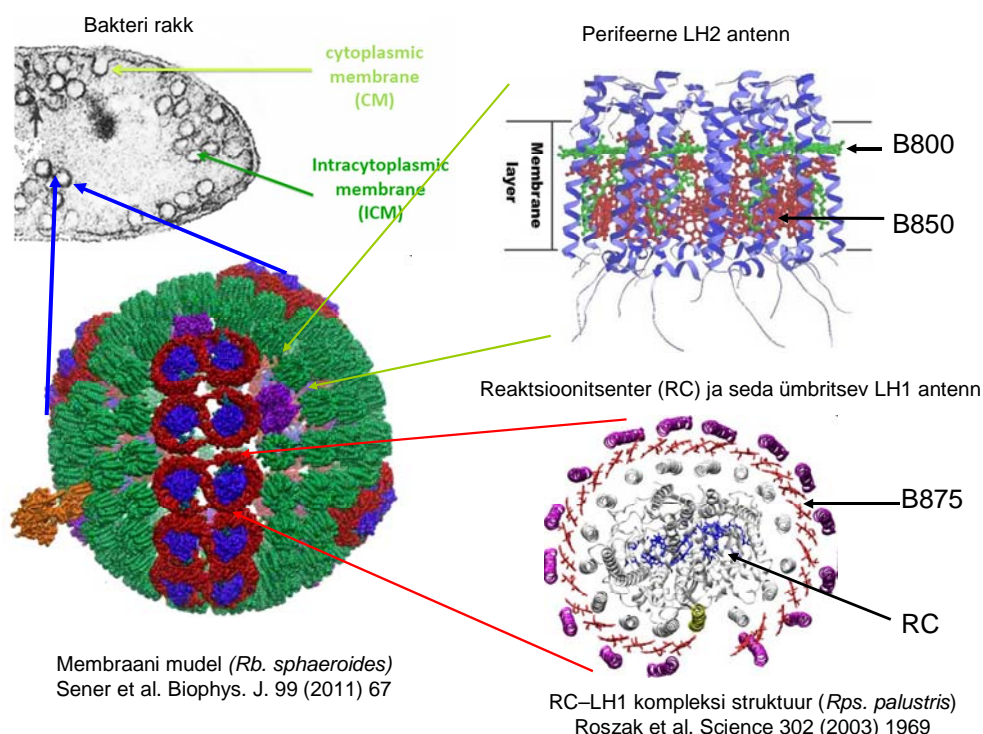 Bakteri rakk
cytoplasmic
membrane
(CM)
Intracytoplasmic
membrane
(ICM)
Perifeerne LH2 antenn
Membrane
layer
B800
B850
Reaktsioonitsenter (RC) ja seda ümbritsev LH1 antenn
B875
RC
Membraani mudel (Rb. sphaeroides)
Sener et al. Biophys. J. 99 (2011) 67
RC–LH1 kompleksi struktuur (Rps. palustris)
Roszak et al. Science 302 (2003) 1969